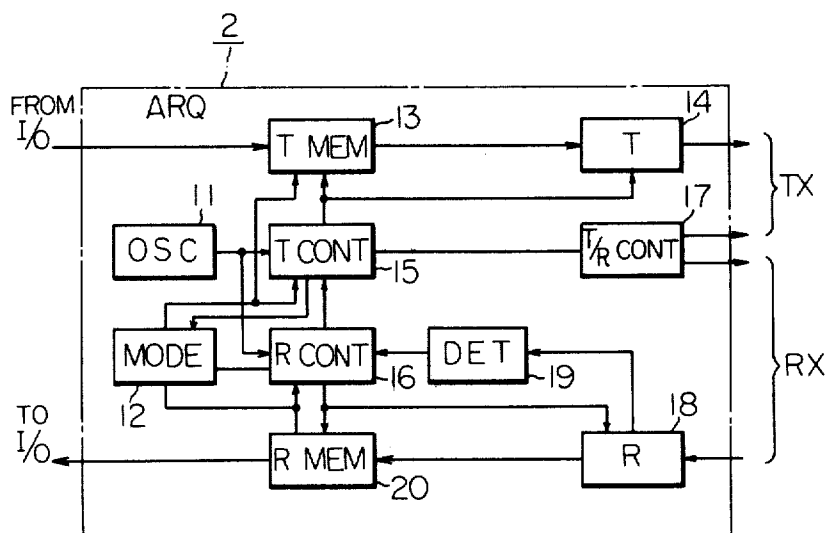 2
FROM
I/O
ARQ
13
T MEM
14
T
TX
11
OSC
T CONT
15
17
T/R CONT
MODE
12
R CONT
16
DET
19
RX
TO
I/O
R MEM
20
18
R